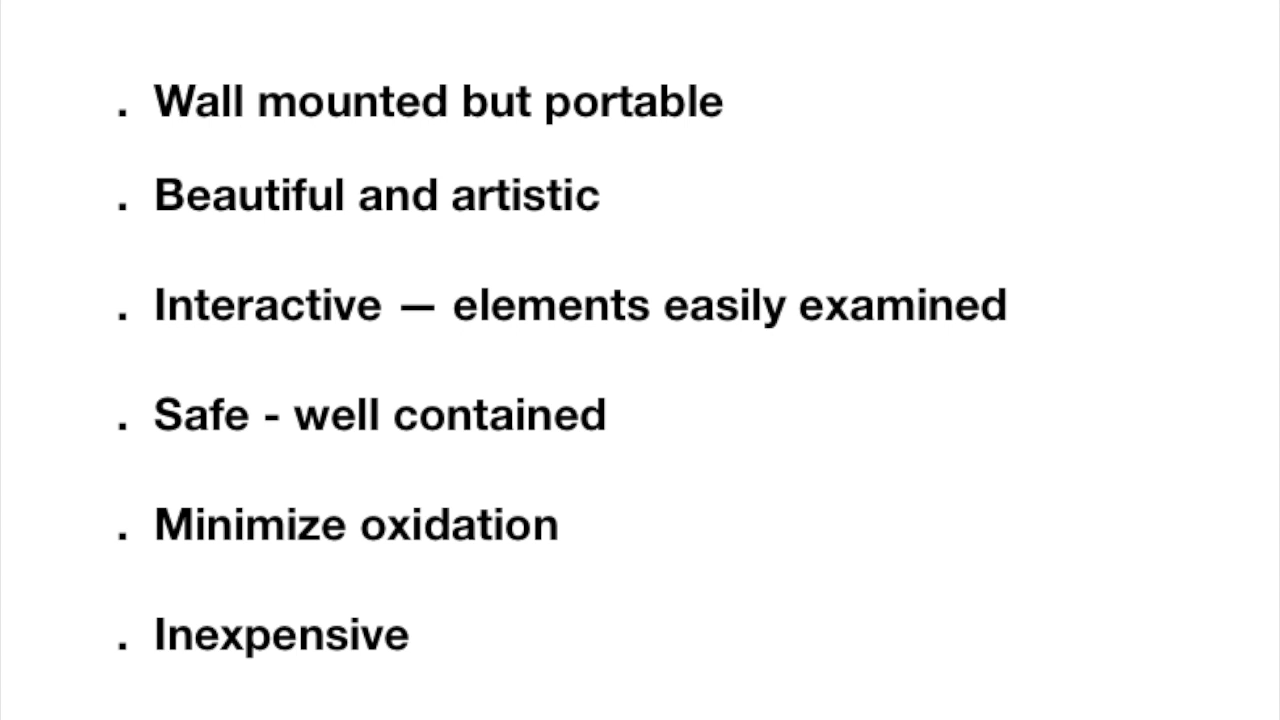 . Wall mounted but portable
. Beautiful and artistic
. Interactive — elements easily examined
. Safe - well contained
. Minimize oxidation
. Inexpensive